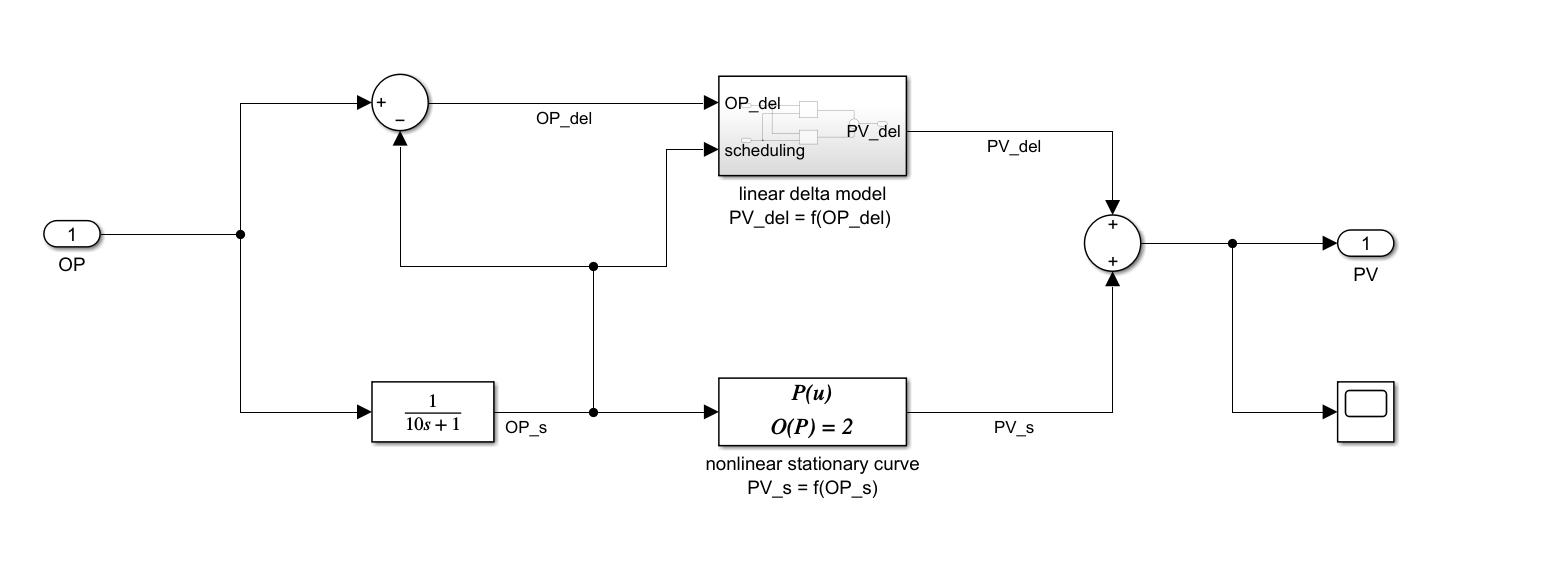 +
−
OP_del
OP_del
scheduling
PV_del
PV_del
linear delta model
PV_del = f(OP_del)
1
OP
+
+
1
PV
1
10s + 1
OP_s
P(u)
O(P) = 2
PV_s
nonlinear stationary curve
PV_s = f(OP_s)